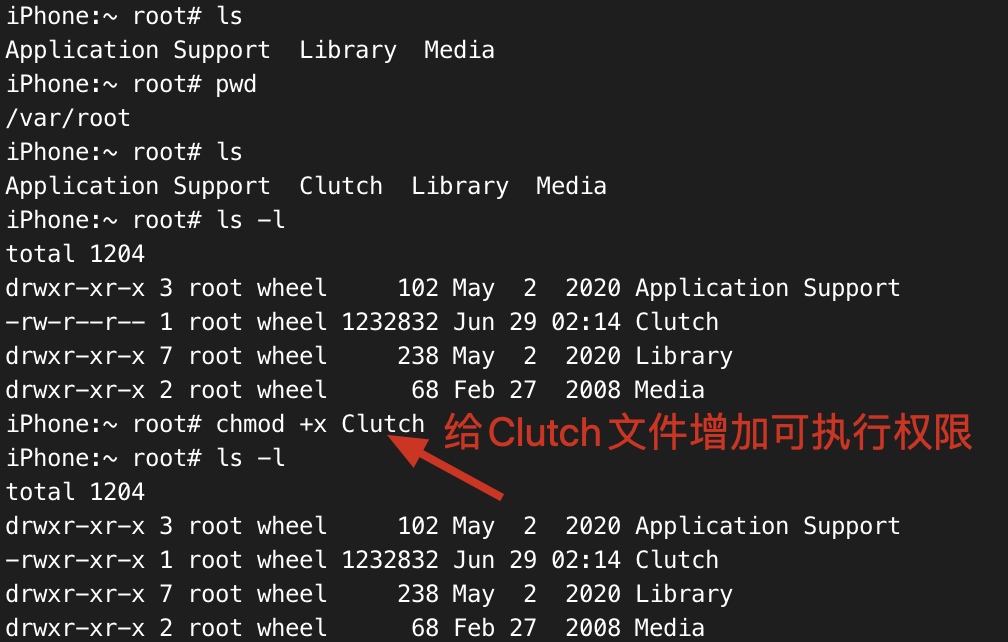 iPhone:~ root# ls
Application Support  Library  Media
iPhone:~ root# pwd
/var/root
iPhone:~ root# ls
Application Support  Clutch  Library  Media
iPhone:~ root# ls -l
total 1204
drwxr-xr-x 3 root wheel     102 May  2  2020 Application Support
-rw-r--r-- 1 root wheel 1232832 Jun 29 02:14 Clutch
drwxr-xr-x 7 root wheel     238 May  2  2020 Library
drwxr-xr-x 2 root wheel      68 Feb 27  2008 Media
iPhone:~ root# chmod +x Clutch 给Clutch文件增加可执行权限
iPhone:~ root# ls -l
total 1204
drwxr-xr-x 3 root wheel     102 May  2  2020 Application Support
-rwxr-xr-x 1 root wheel 1232832 Jun 29 02:14 Clutch
drwxr-xr-x 7 root wheel     238 May  2  2020 Library
drwxr-xr-x 2 root wheel      68 Feb 27  2008 Media